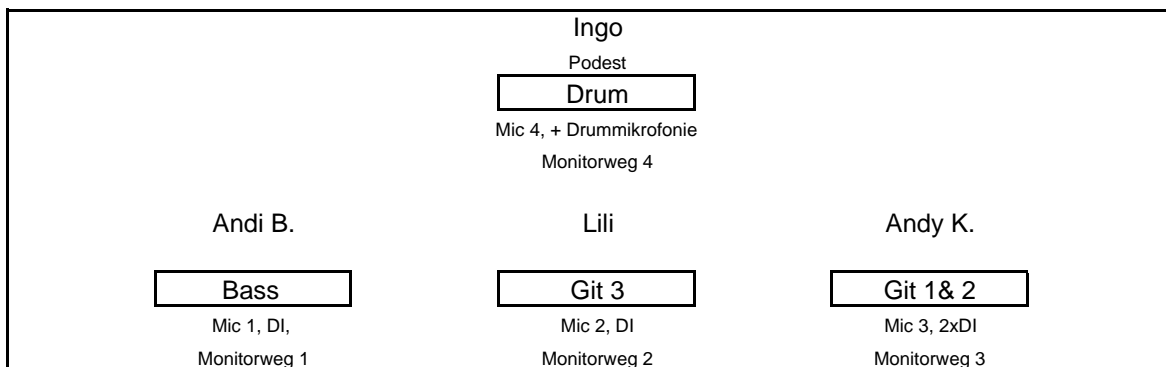 Ingo
Podest
Drum
Mic 4, + Drummikrofonie
Monitorweg 4
Andi B. Lili Andy K.
Bass Git 3 Git 1& 2
Mic 1, DI, Mic 2, DI Mic 3, 2xDI
Monitorweg 1 Monitorweg 2 Monitorweg 3